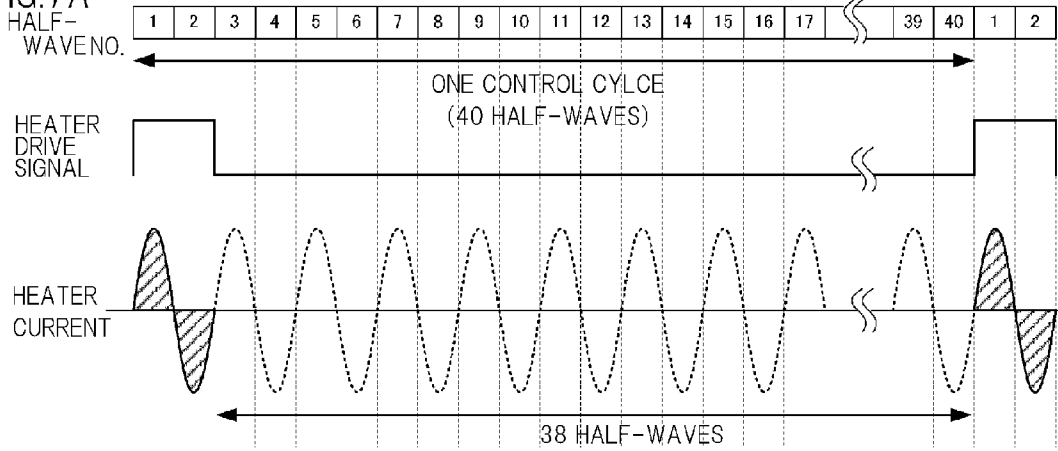 FIG. 7A
HALF-
WAVE NO.
1 2 3 4 5 6 7 8 9 10 11 12 13 14 15 16 17 39 40 1 2
ONE CONTROL CYLCE
(40 HALF-WAVES)
HEATER
DRIVE
SIGNAL
HEATER
CURRENT
38 HALF-WAVES